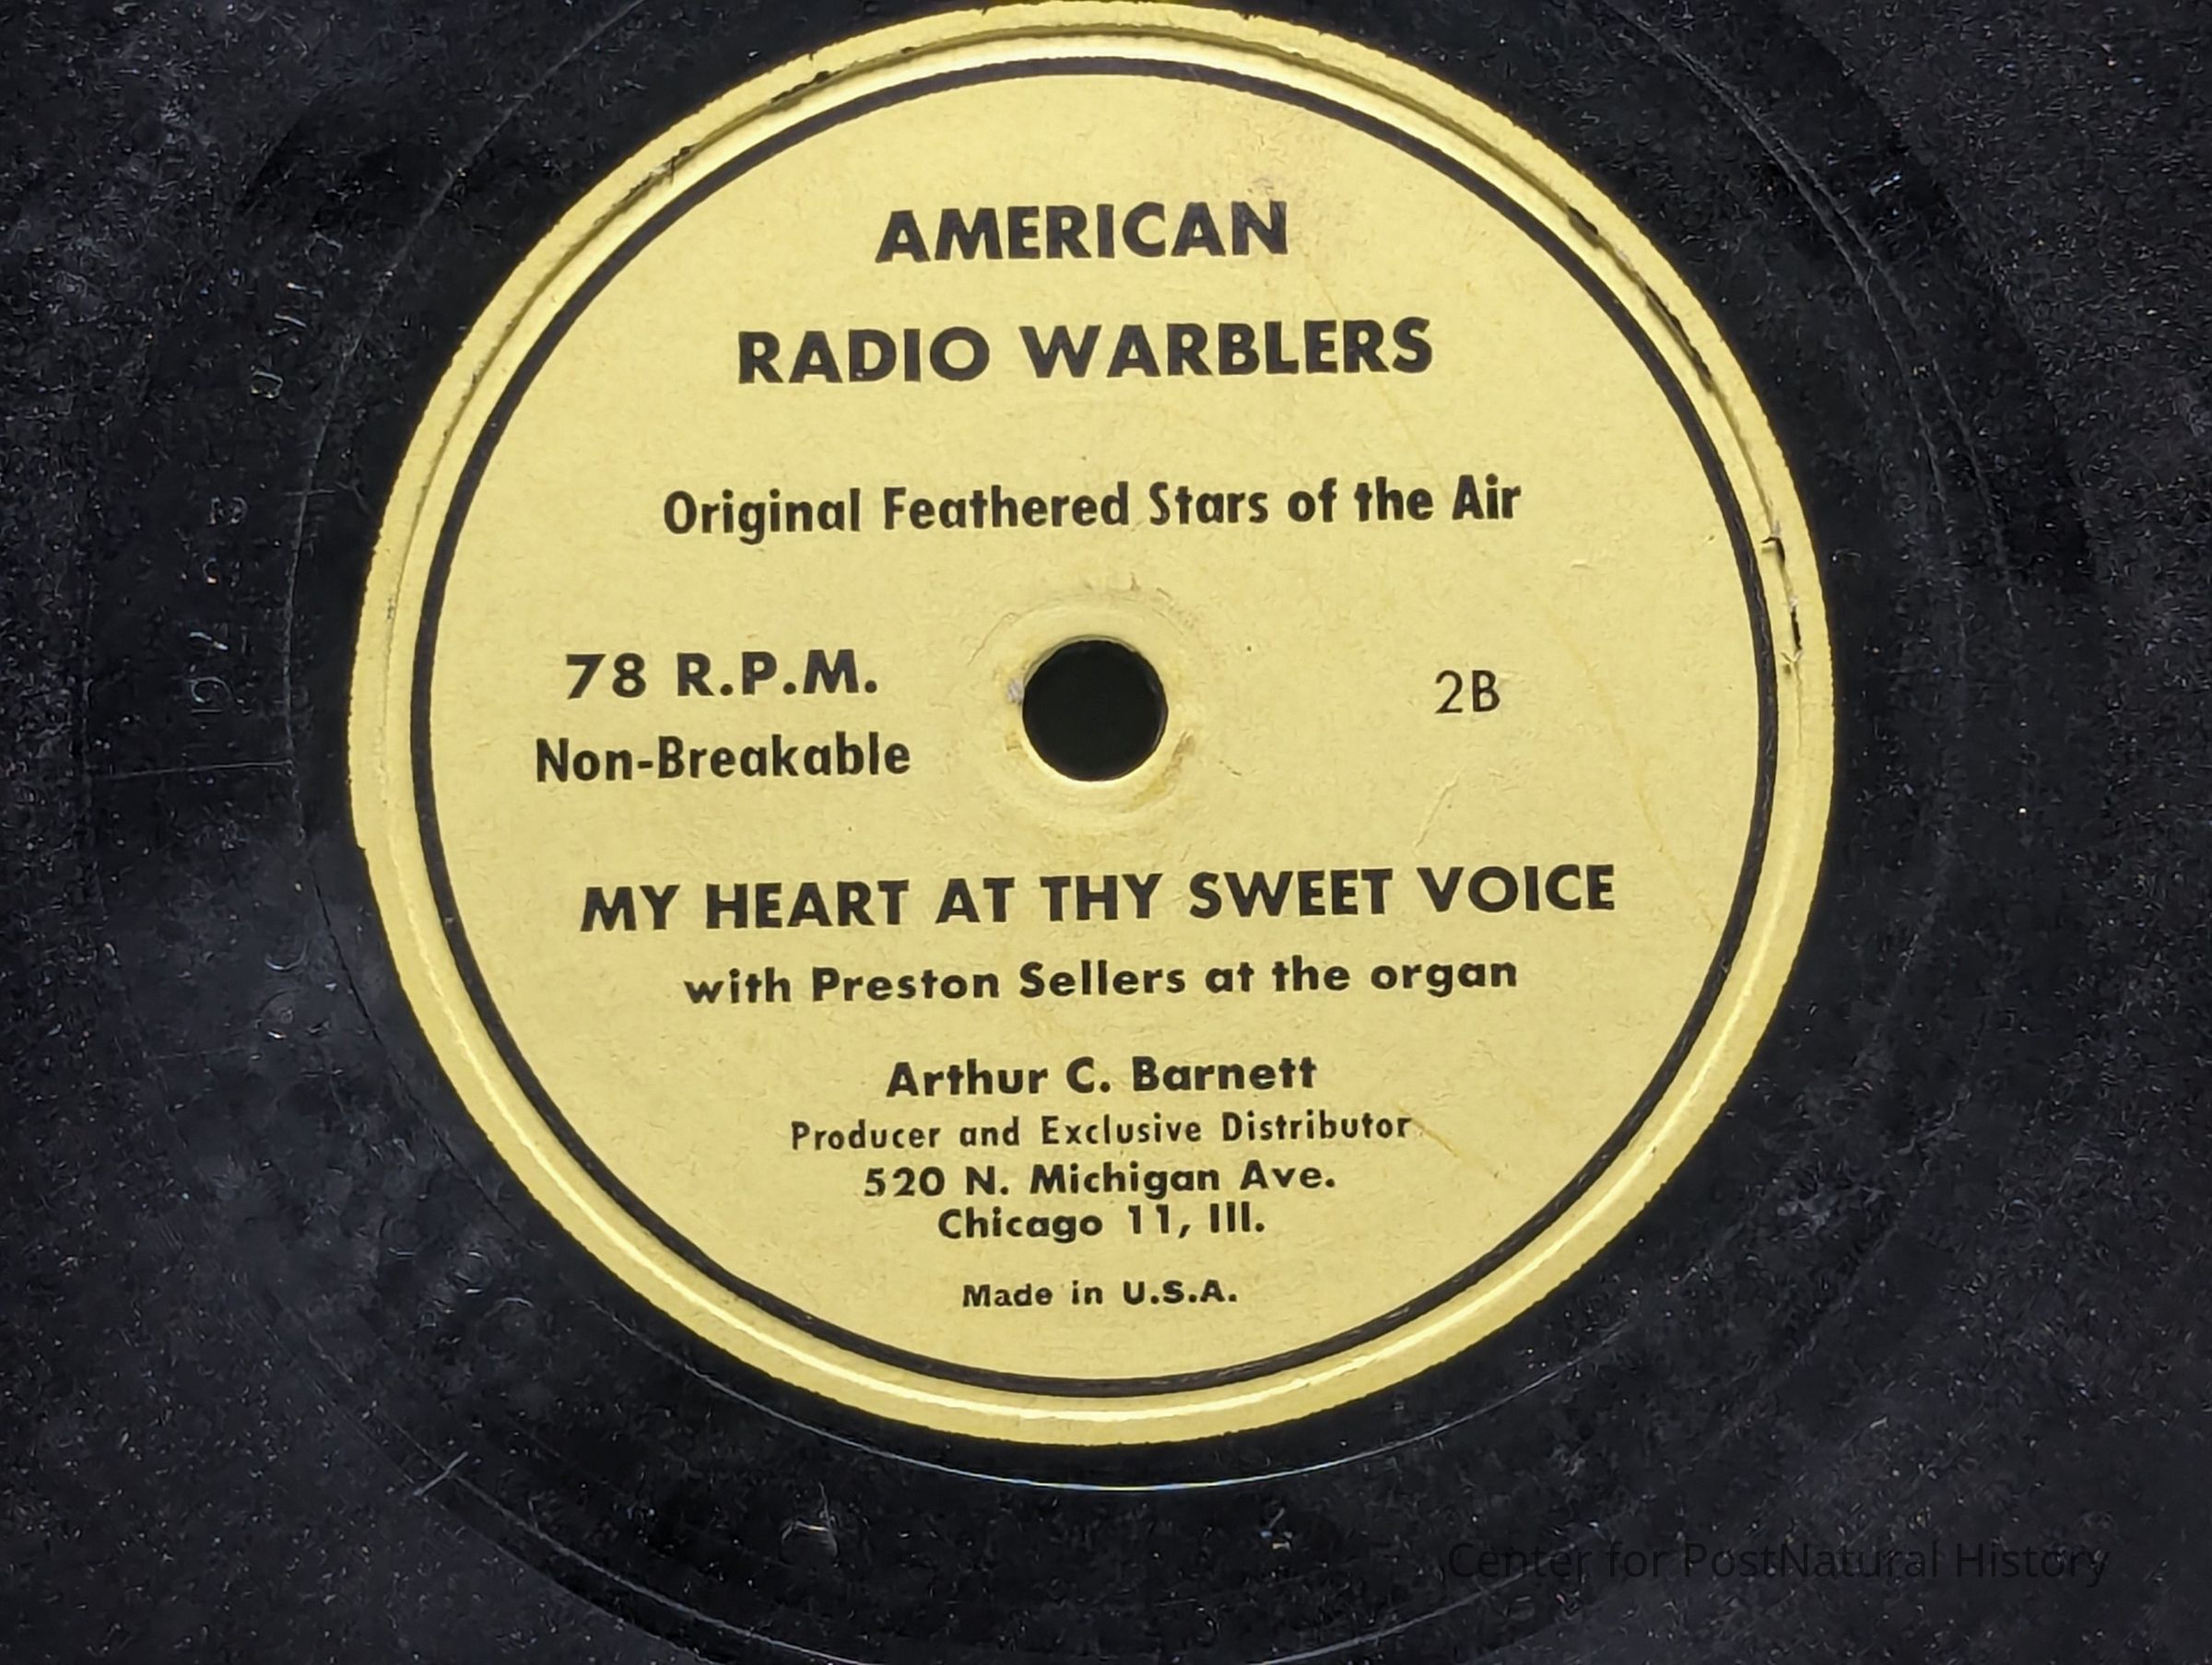 AMERICAN
RADIO WARBLERS
Original Feathered Stars of the Air
78 R.P.M.
Non-Breakable
2B
MY HEART AT THY SWEET VOICE
with Preston Sellers at the organ
Arthur C. Barnett
Producer and Exclusive Distributor
520 N. Michigan Ave.
Chicago 11, Ill.
Made in U.S.A.
Center for PostNatural History